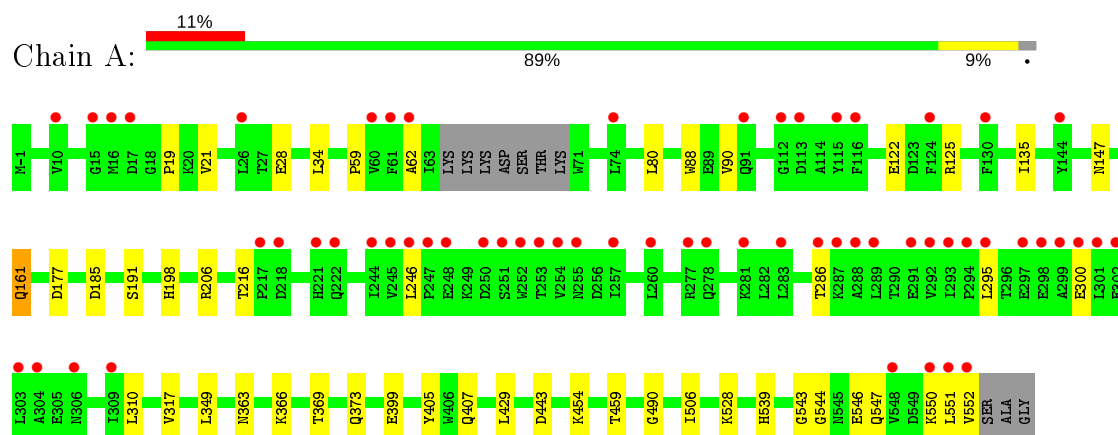 11%
Chain A:
89% 9% •
M-1 V10 G15 M16 D17 G18 P19 K20 V21 L26 T27 E28 L34 P59 V60 F61 A62 I63 LYS LYS LYS ASP SER THR LYS W71 L74 L80 W88 E89 V90 Q91 G112 D113 A114 Y115 F116 E122 D123 F124 R125 F130 I135 Y144 N147
Q161 D177 D185 S191 H198 R206 T216 P217 D218 H221 Q222 I244 V245 L246 P247 E248 K249 D250 S251 W252 T253 V254 N255 D256 I257 L260 R277 Q278 K281 L282 L283 T286 K287 A288 L289 T290 E291 V292 I293 P294 L295 T296 E297 E298 A299 E300 L301
L303 A304 E305 N306 I309 L310 V317 L349 N363 K366 T369 Q373 E399 Y405 W406 Q407 L429 D443 K454 T459 G490 I506 K528 H539 G543 G544 N545 E546 Q547 V548 D549 K550 L551 V552 SER ALA GLY